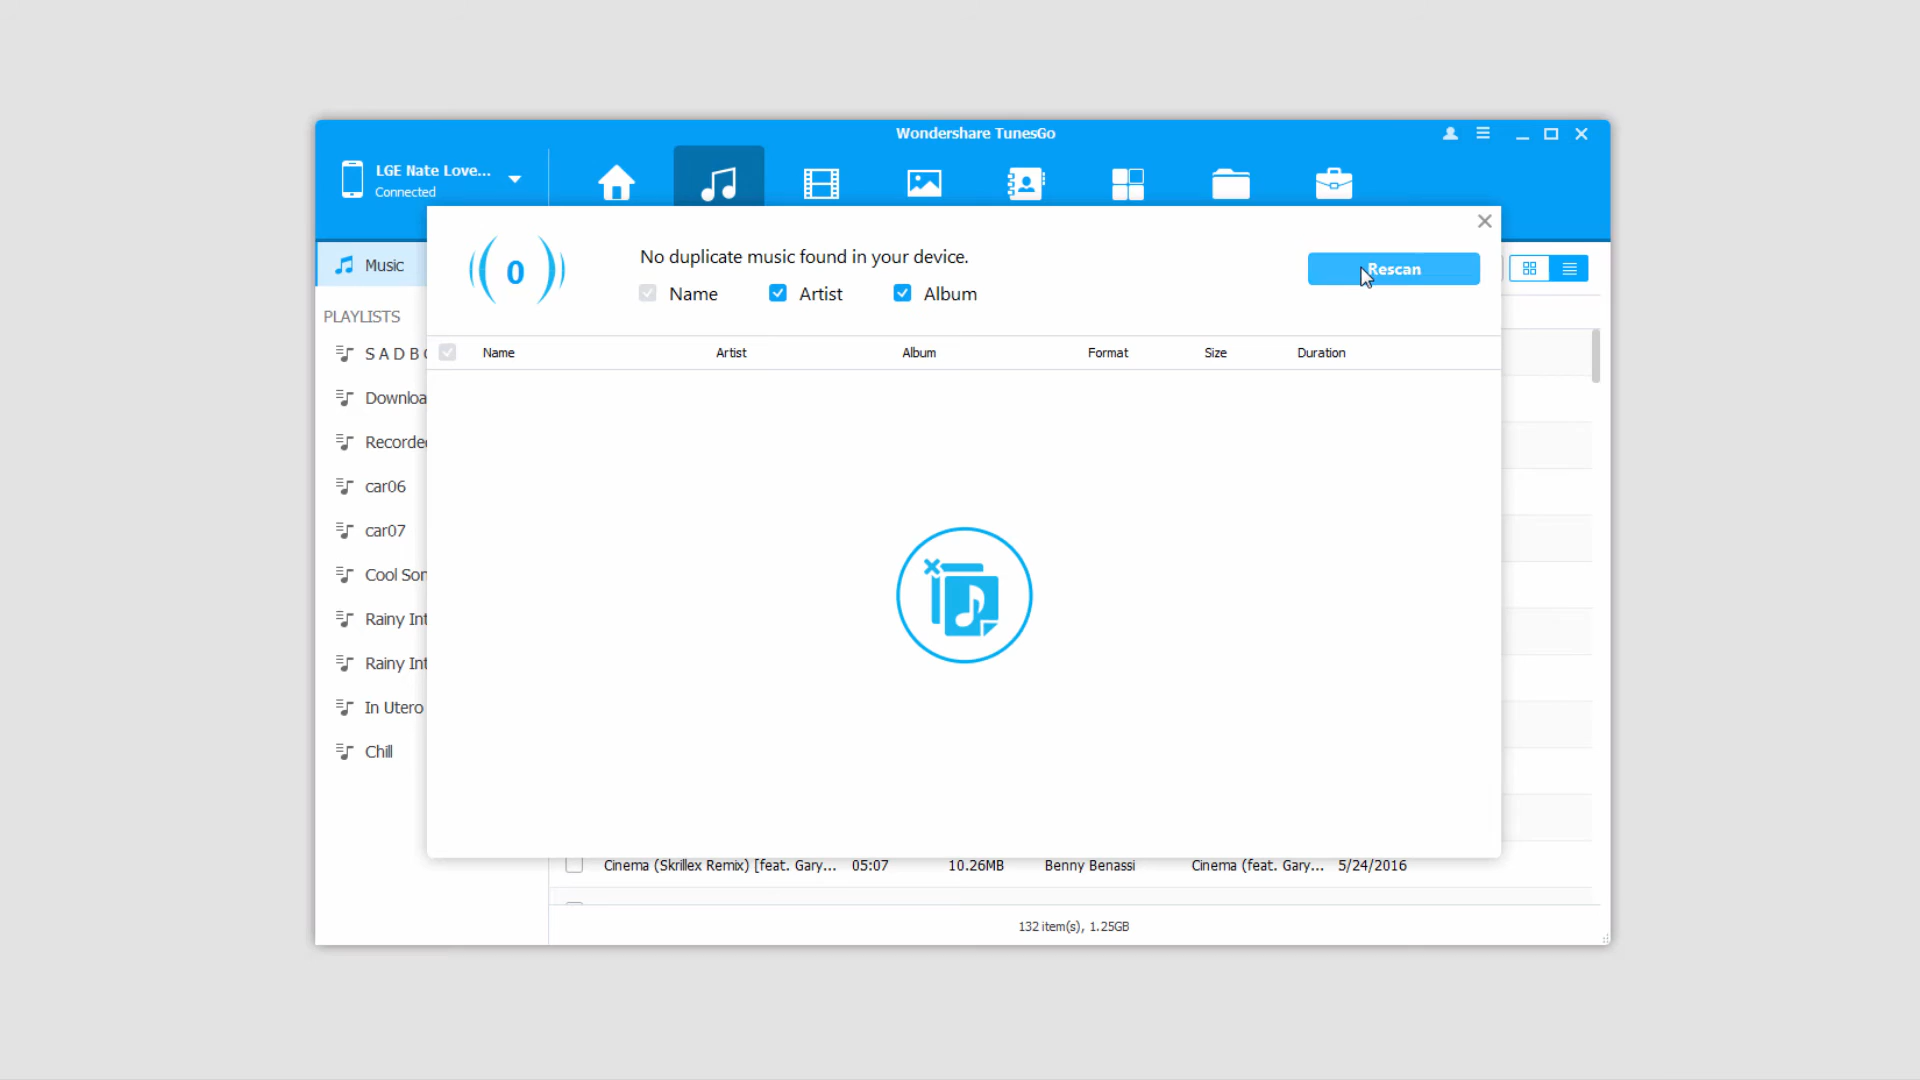 Wondershare TunesGo
LGE Nate Love...
Connected
Music
PLAYLISTS
S A D B
Downloa
Recorde
car06
car07
Cool Son
Rainy Int
Rainy Int
In Utero
Chill
0
No duplicate music found in your device.
Name Artist Album
Rescan
Name Artist Album Format Size Duration
Cinema (Skrillex Remix) [feat. Gary... 05:07 10.26MB Benny Benassi Cinema (feat. Gary... 5/24/2016
132 item(s), 1.25GB